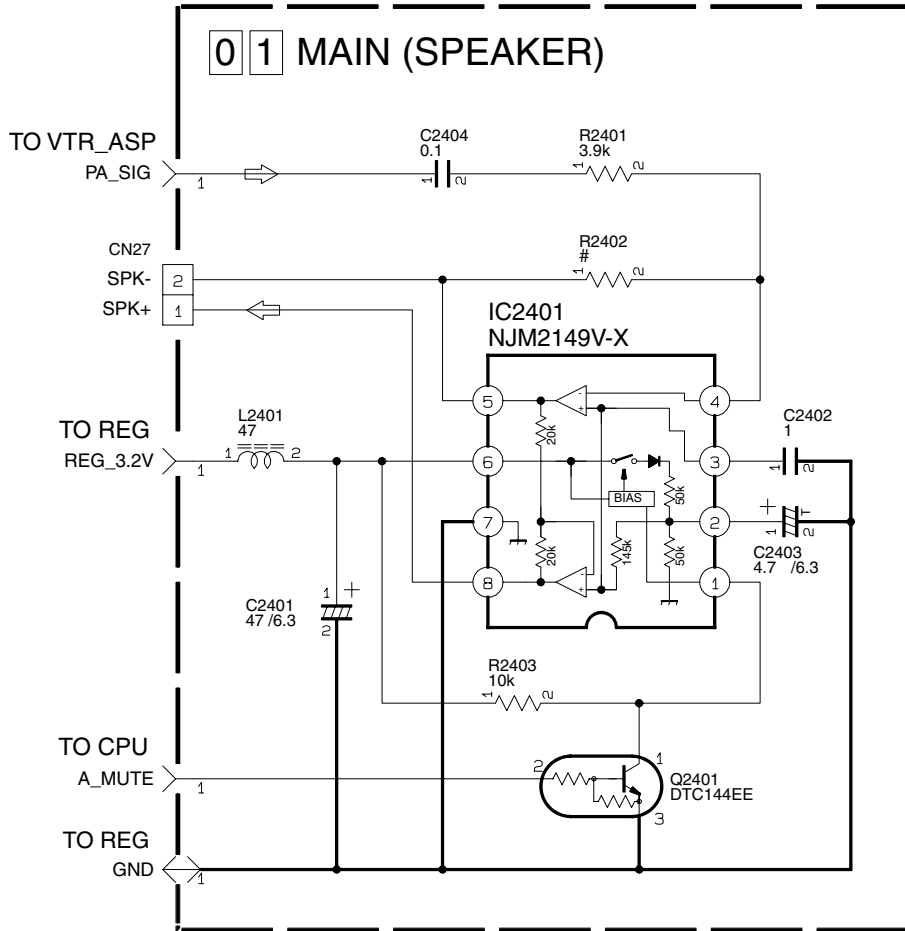 0 1 MAIN (SPEAKER)
TO VTR_ASP
PA_SIG
1
C2404
0.1
1 2
R2401
3.9k
1 2
CN27
SPK-
2
SPK+
1
R2402
#
1 2
IC2401
NJM2149V-X
5
4
20k
TO REG
REG_3.2V
1
L2401
47
1 2
6
3
C2402
1
1 2
BIAS
50k
7
2
+
T
1 2
C2403
4.7 /6.3
20k
145k
50k
8
1
C2401
47 /6.3
1
+
2
R2403
10k
1 2
TO CPU
A_MUTE
1
2
1
3
Q2401
DTC144EE
TO REG
GND
1
- +
- +